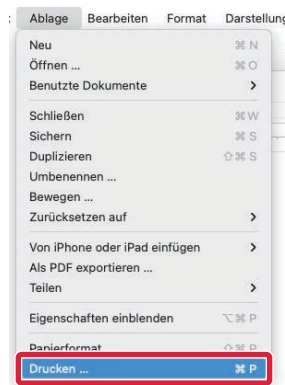 Ablage Bearbeiten Format Darstellung
Neu ⌘ N
Öffnen ... ⌘ O
Benutzte Dokumente >
Schließen ⌘ W
Sichern ⌘ S
Duplizieren ⇧ ⌘ S
Umbenennen ...
Bewegen ...
Zurücksetzen auf >
Von iPhone oder iPad einfügen >
Als PDF exportieren ...
Teilen >
Eigenschaften einblenden ⌥ ⌘ P
Papierformat ⇧ ⌘ P
Drucken ... ⌘ P